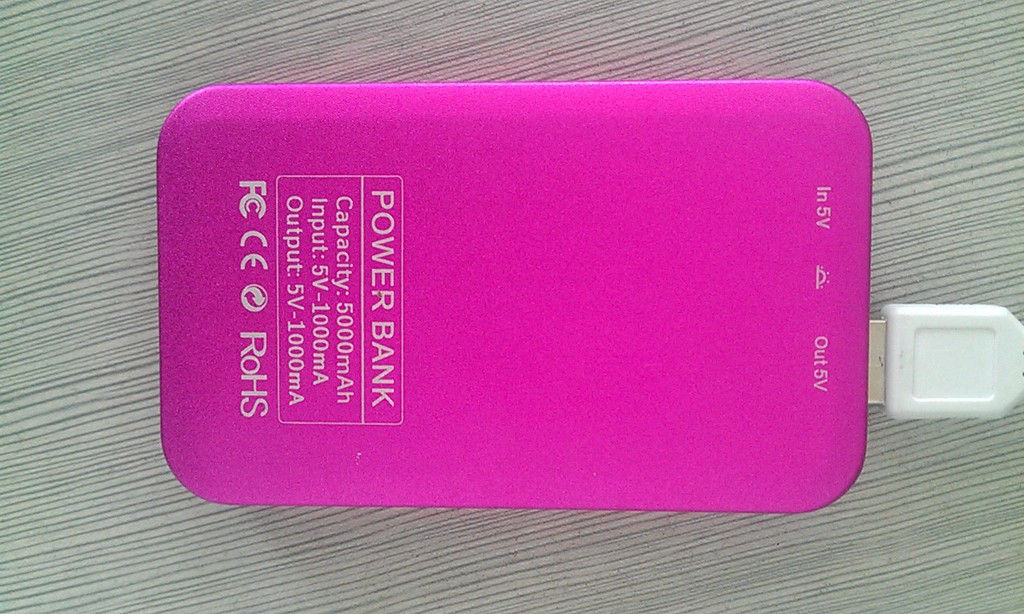 In 5V
Out 5V
POWER BANK
Capacity: 5000mAh
Input: 5V-1000mA
Output: 5V-1000mA
FC CE RoHS